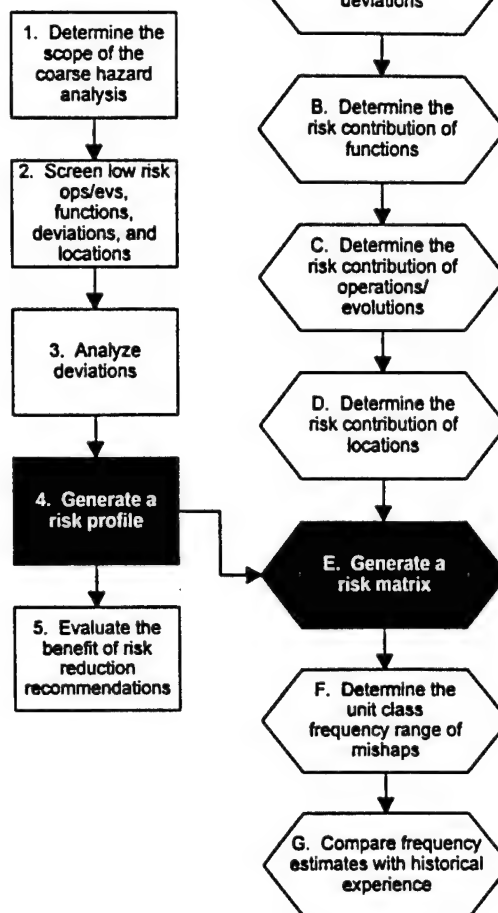 1. Determine the
scope of the
coarse hazard
analysis
2. Screen low risk
ops/evs,
functions,
deviations, and
locations
3. Analyze
deviations
4. Generate a
risk profile
5. Evaluate the
benefit of risk
reduction
recommendations
deviations
B. Determine the
risk contribution of
functions
C. Determine the
risk contribution of
operations/
evolutions
D. Determine the
risk contribution of
locations
E. Generate a
risk matrix
F. Determine the
unit class
frequency range of
mishaps
G. Compare frequency
estimates with historical
experience